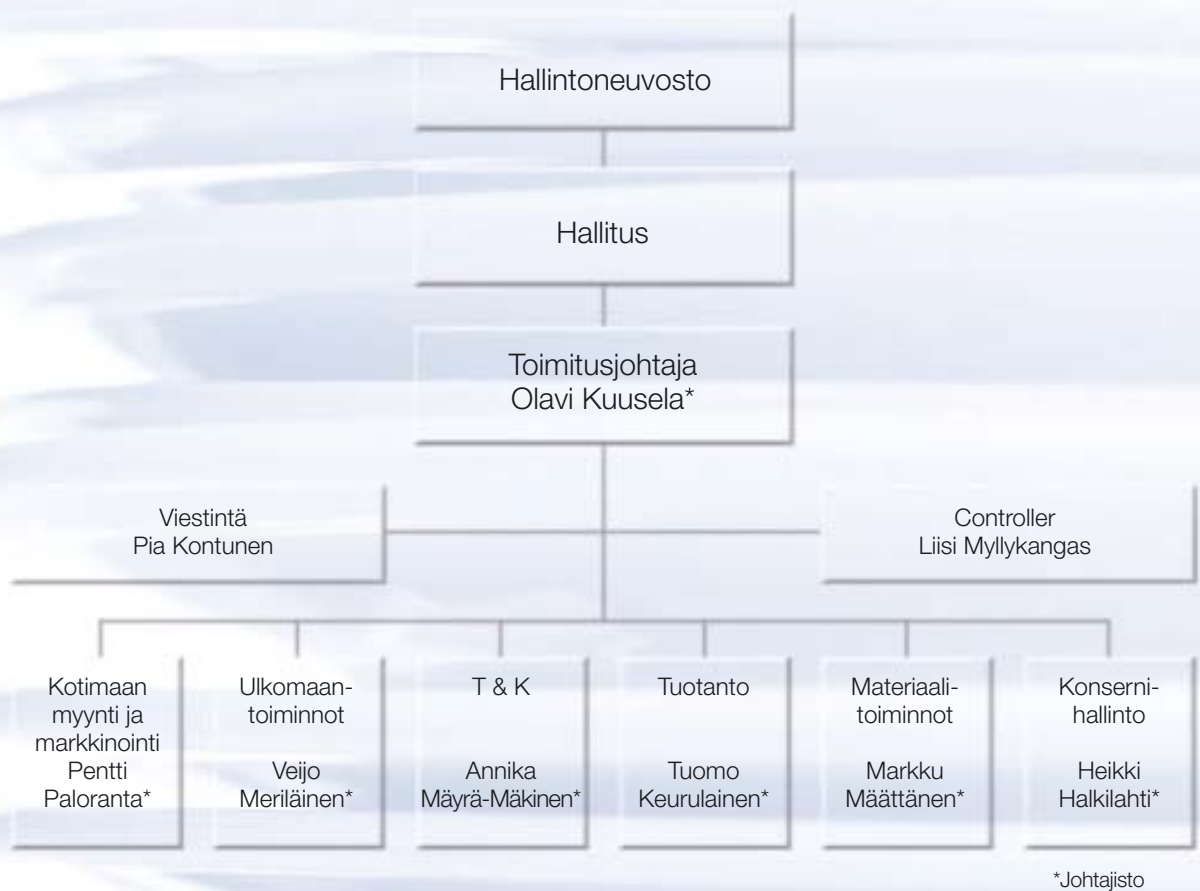 Hallintoneuvosto
Hallitus
Toimitusjohtaja
Olavi Kuusela*
Viestintä
Pia Kontunen
Controller
Liisi Myllykangas
Kotimaan
myynti ja
markkinointi
Pentti
Paloranta*
Ulkomaan-
toiminnot
Veijo
Meriläinen*
T & K
Annika
Mäyrä-Mäkinen*
Tuotanto
Tuomo
Keurulainen*
Materiaali-
toiminnot
Markku
Määttänen*
Konserni-
hallinto
Heikki
Halkilahti*
*Johtajisto